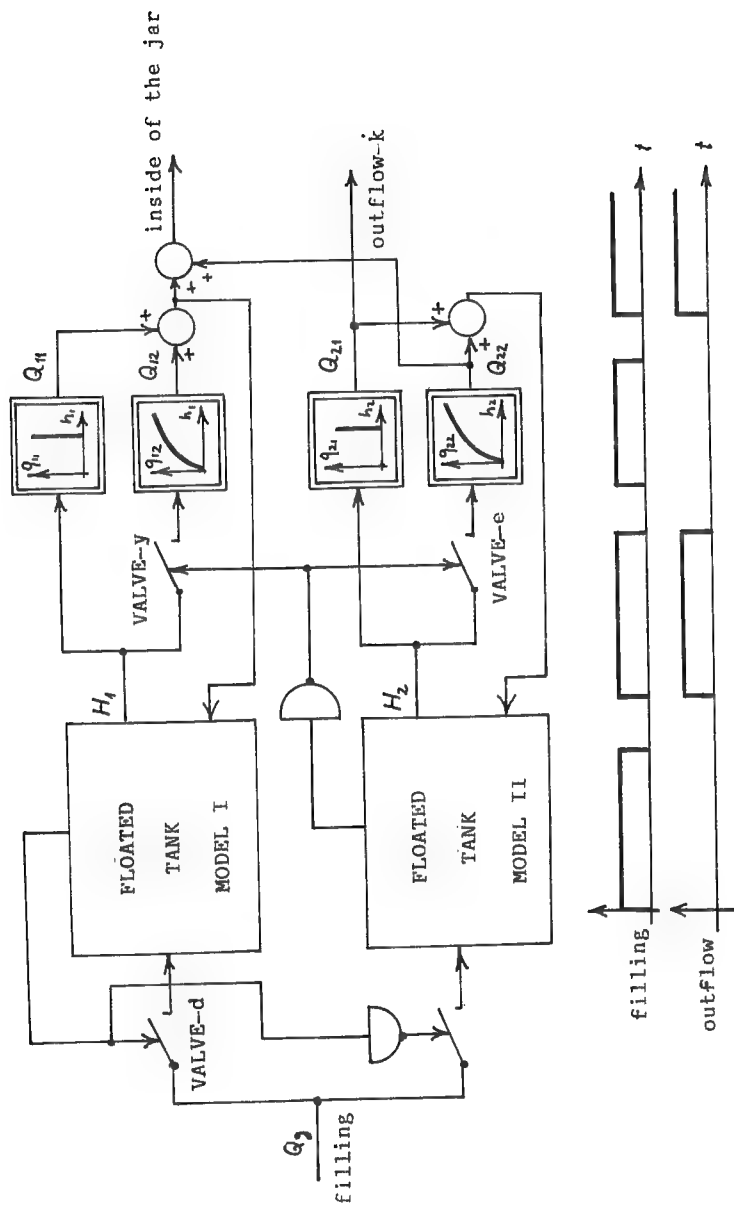 inside of the jar
Q11
q11
h1
Q12
q12
h1
VALVE-y
H1
FLOATED
TANK
MODEL I
VALVE-d
Qg
filling
outflow-k
Q21
q21
h2
Q22
q22
h2
VALVE-e
H2
FLOATED
TANK
MODEL II
+
+
+
+
+
+
filling
t
outflow
t